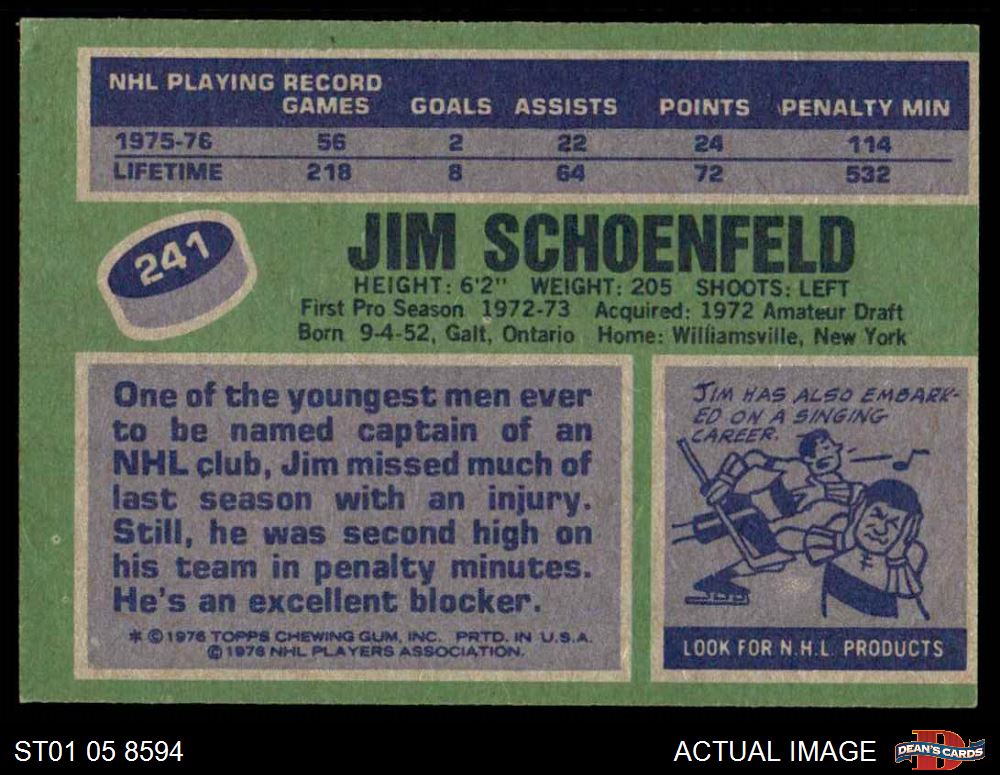 NHL PLAYING RECORD
GAMES GOALS ASSISTS POINTS PENALTY MIN
1975-76 56 2 22 24 114
LIFETIME 218 8 64 72 532
241
JIM SCHOENFELD
HEIGHT: 6'2" WEIGHT: 205 SHOOTS: LEFT
First Pro Season 1972-73 Acquired: 1972 Amateur Draft
Born 9-4-52, Galt, Ontario Home: Williamsville, New York
One of the youngest men ever
to be named captain of an
NHL club, Jim missed much of
last season with an injury.
Still, he was second high on
his team in penalty minutes.
He's an excellent blocker.
* © 1976 TOPPS CHEWING GUM, INC. PRTD. IN U.S.A.
© 1976 NHL PLAYERS ASSOCIATION.
JIM HAS ALSO EMBARK-
ED ON A SINGING
CAREER.
LOOK FOR N.H.L. PRODUCTS
ST01 05 8594
ACTUAL IMAGE
D
DEAN'S CARDS